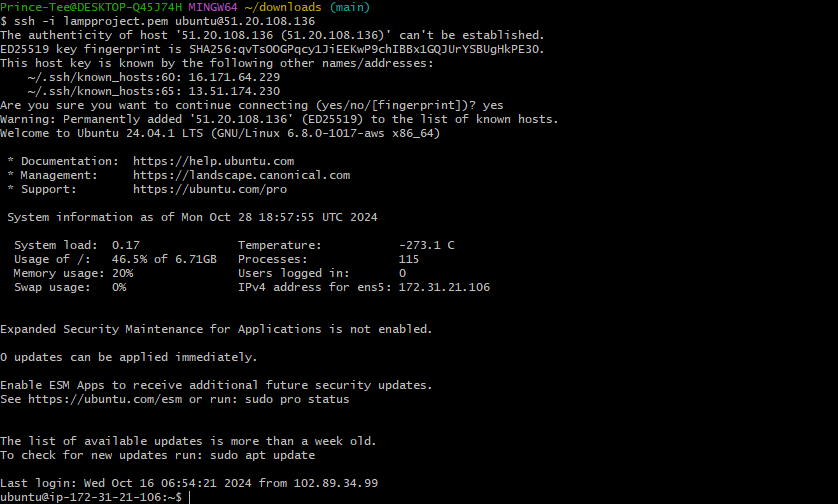 Prince-Tee@DESKTOP-Q45J74H MINGW64 ~/downloads (main)
$ ssh -i lampproject.pem ubuntu@51.20.108.136
The authenticity of host '51.20.108.136 (51.20.108.136)' can't be established.
ED25519 key fingerprint is SHA256:qvTsOOGPqcy1JiEEKwP9chIBBx1GQJUrYSBUgHkPE3O.
This host key is known by the following other names/addresses:
    ~/.ssh/known_hosts:60: 16.171.64.229
    ~/.ssh/known_hosts:65: 13.51.174.230
Are you sure you want to continue connecting (yes/no/[fingerprint])? yes
Warning: Permanently added '51.20.108.136' (ED25519) to the list of known hosts.
Welcome to Ubuntu 24.04.1 LTS (GNU/Linux 6.8.0-1017-aws x86_64)

 * Documentation:  https://help.ubuntu.com
 * Management:     https://landscape.canonical.com
 * Support:        https://ubuntu.com/pro

 System information as of Mon Oct 28 18:57:55 UTC 2024

  System load:  0.17              Temperature:           -273.1 C
  Usage of /:   46.5% of 6.71GB   Processes:             115
  Memory usage: 20%               Users logged in:       0
  Swap usage:   0%                IPv4 address for ens5: 172.31.21.106

Expanded Security Maintenance for Applications is not enabled.

0 updates can be applied immediately.

Enable ESM Apps to receive additional future security updates.
See https://ubuntu.com/esm or run: sudo pro status

The list of available updates is more than a week old.
To check for new updates run: sudo apt update

Last login: Wed Oct 16 06:54:21 2024 from 102.89.34.99
ubuntu@ip-172-31-21-106:~$